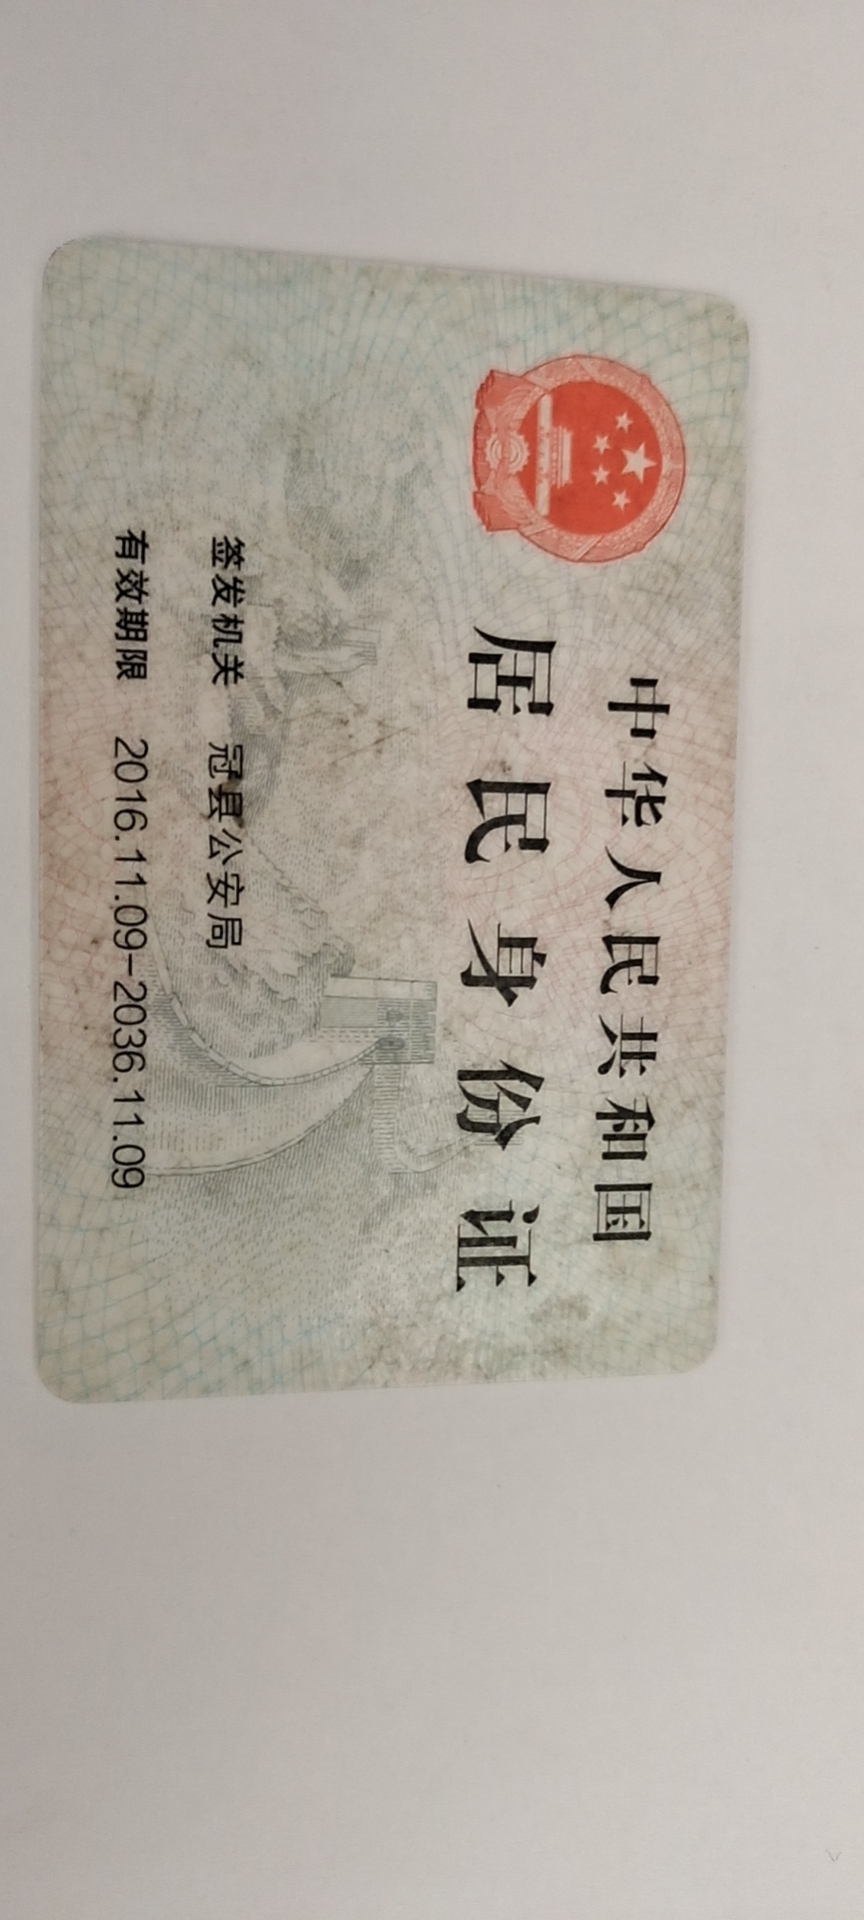 中华人民共和国
居民身份证
签发机关 冠县公安局
有效期限 2016.11.09-2036.11.09